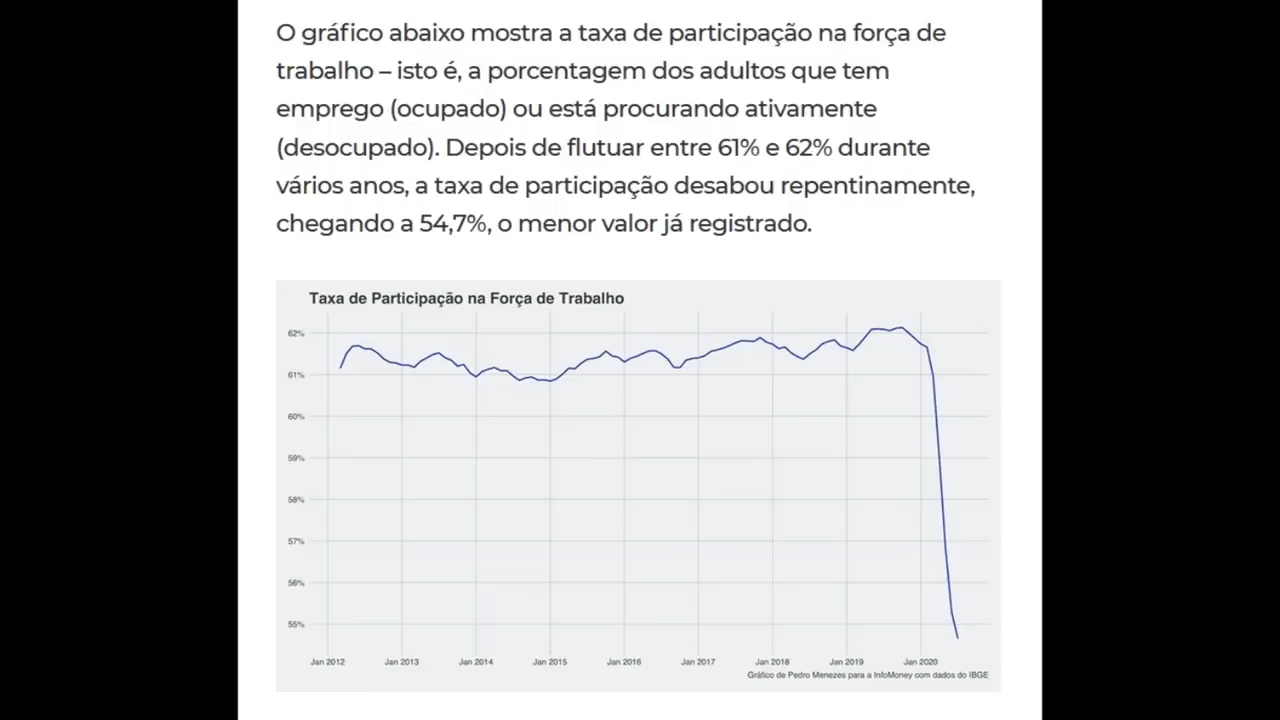 O gráfico abaixo mostra a taxa de participação na força de
trabalho – isto é, a porcentagem dos adultos que tem
emprego (ocupado) ou está procurando ativamente
(desocupado). Depois de flutuar entre 61% e 62% durante
vários anos, a taxa de participação desabou repentinamente,
chegando a 54,7%, o menor valor já registrado.
Taxa de Participação na Força de Trabalho
62%
61%
60%
59%
58%
57%
56%
55%
Jan 2012 Jan 2013 Jan 2014 Jan 2015 Jan 2016 Jan 2017 Jan 2018 Jan 2019 Jan 2020
Gráfico de Pedro Menezes para a InfoMoney com dados do IBGE